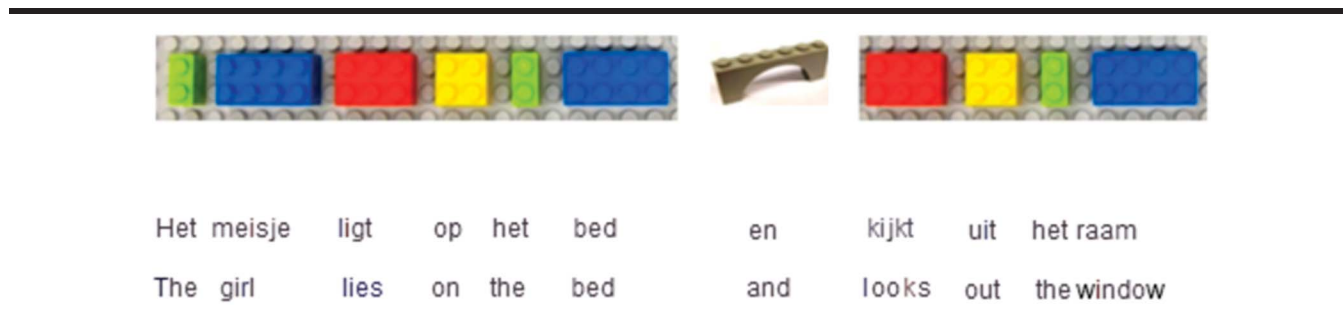 Het meisje ligt op het bed en kijkt uit het raam
The girl lies on the bed and looks out the window